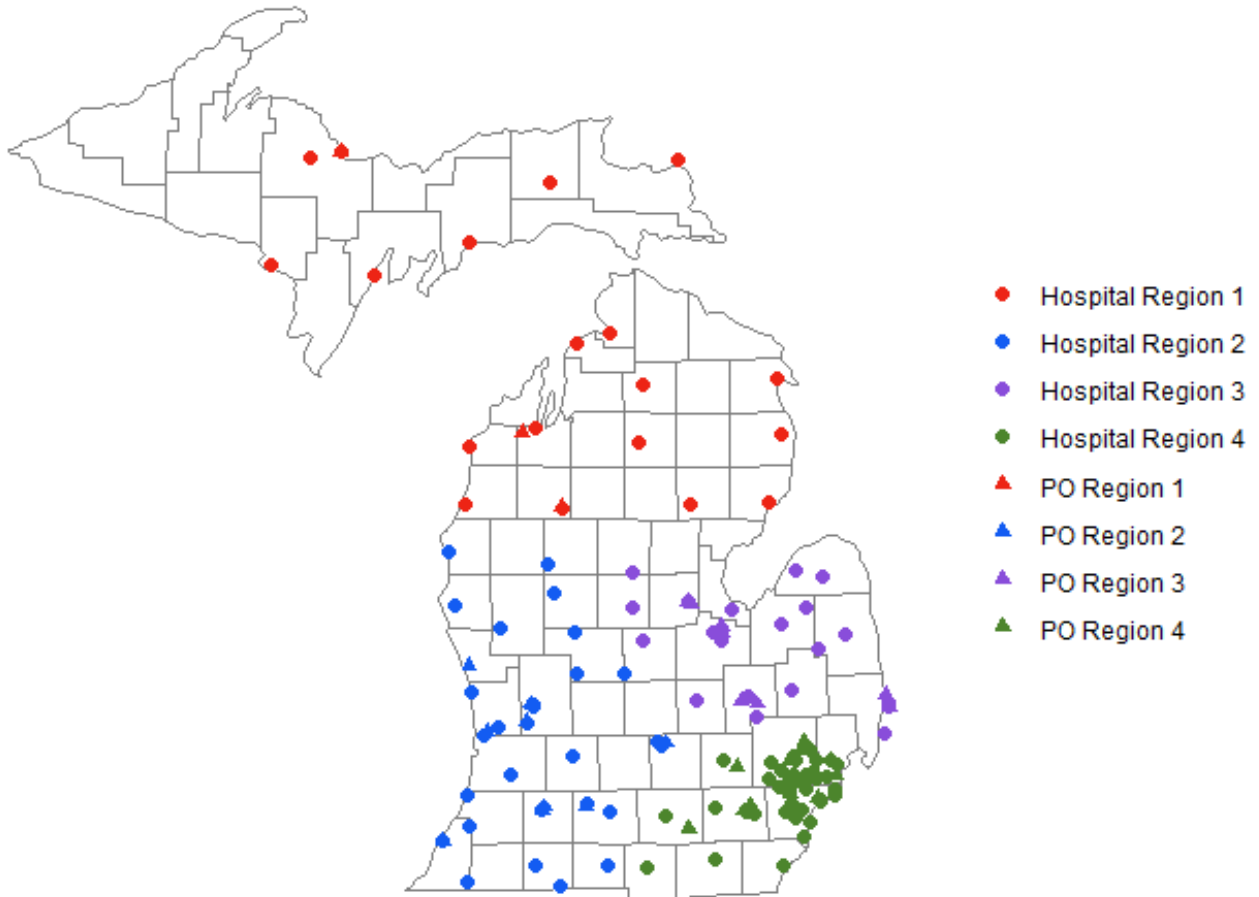 Hospital Region 1
Hospital Region 2
Hospital Region 3
Hospital Region 4
PO Region 1
PO Region 2
PO Region 3
PO Region 4